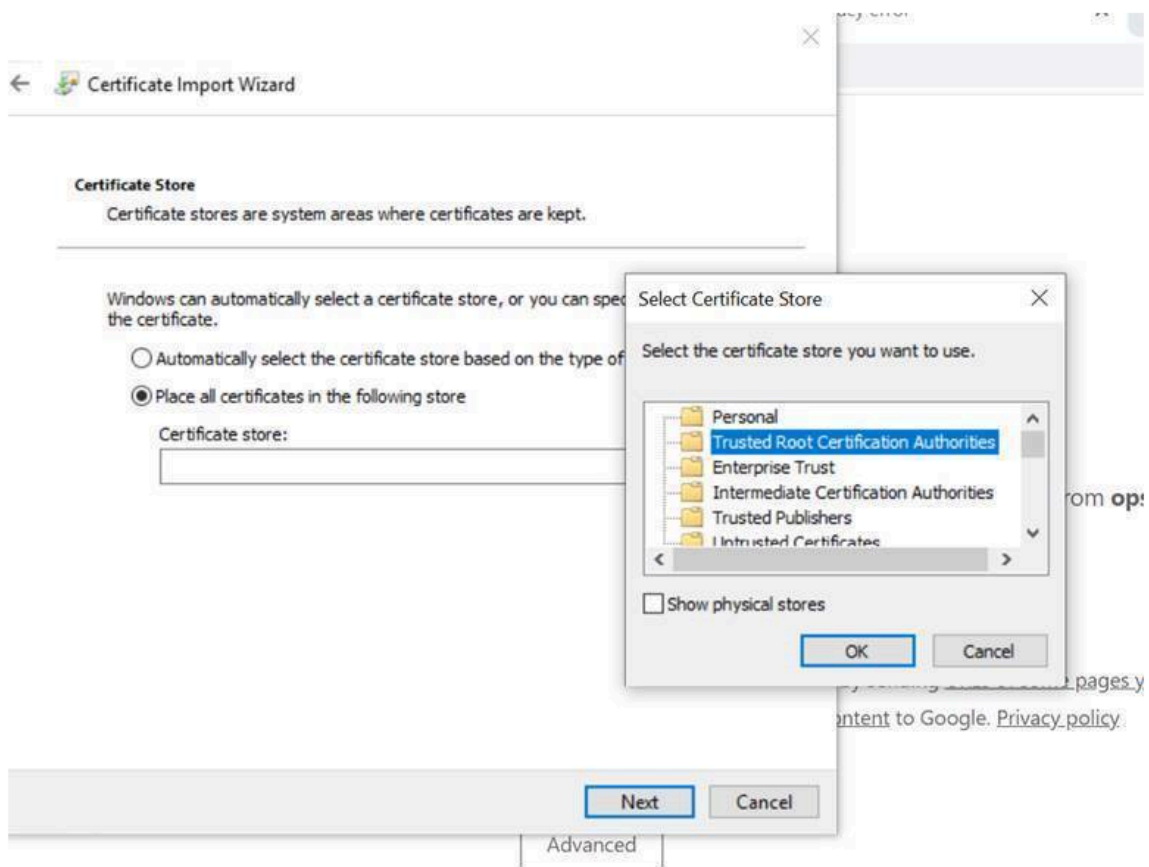 Certificate Import Wizard
Certificate Store
Certificate stores are system areas where certificates are kept.
Windows can automatically select a certificate store, or you can
the certificate.
Automatically select the certificate store based on the type of
Place all certificates in the following store
Certificate store:
Next
Cancel
Select Certificate Store
Select the certificate store you want to use.
Personal
Trusted Root Certification Authorities
Enterprise Trust
Intermediate Certification Authorities
Trusted Publishers
Untrusted Certificates
Show physical stores
OK
Cancel
error
pages
to Google. Privacy policy
Advanced